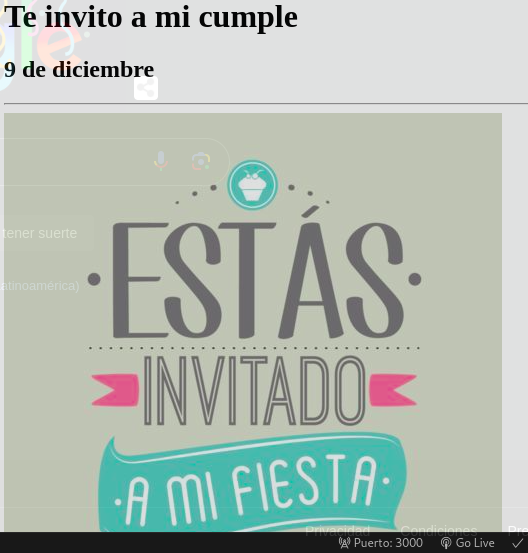 Te invito a mi cumple
9 de diciembre
tener suerte
atinoamérica)
ESTÁS
INVITADO
A MI FIESTA
Privacidad Condiciones Pre
Puerto: 3000 Go Live